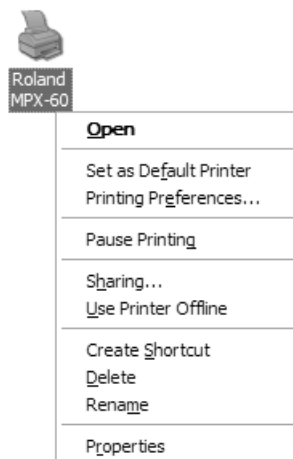 Roland
MPX-60
Open
Set as Default Printer
Printing Preferences...
Pause Printing
Sharing...
Use Printer Offline
Create Shortcut
Delete
Rename
Properties